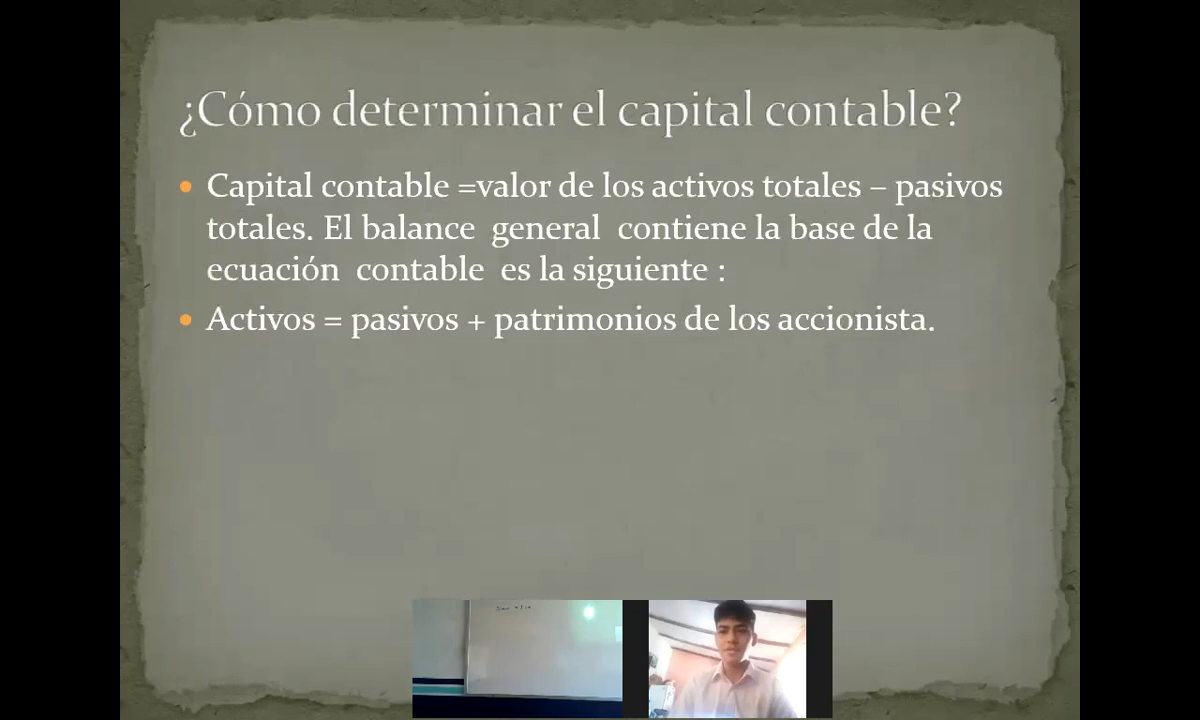 ¿Cómo determinar el capital contable?
Capital contable =valor de los activos totales – pasivos
totales. El balance general contiene la base de la
ecuación contable es la siguiente :
Activos = pasivos + patrimonios de los accionista.